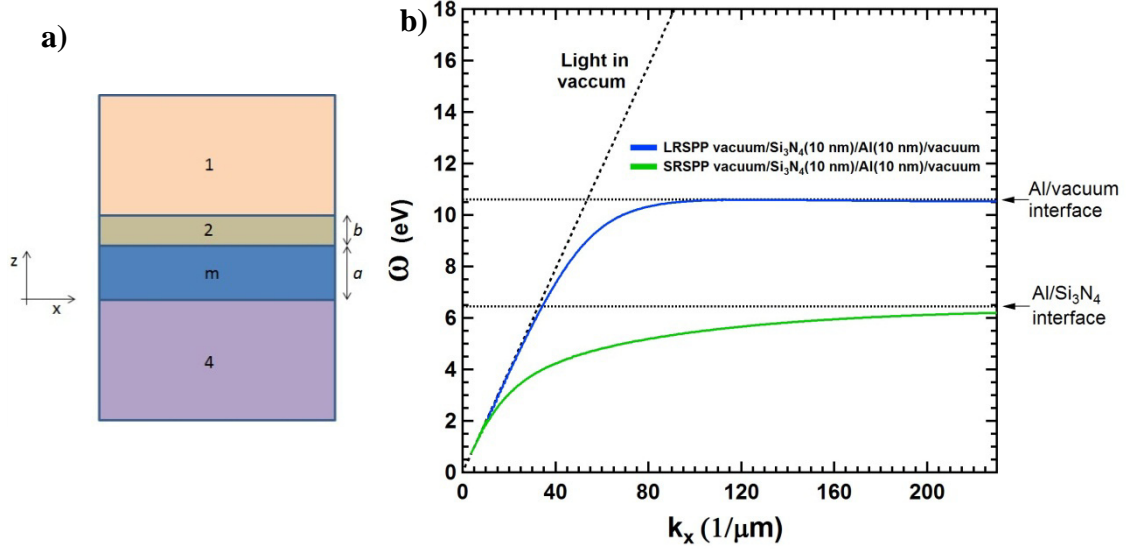 a)
1
2
b
m
a
4
z
x
b)
18
16
14
12
10
8
6
4
2
0
ω (eV)
Light in
vaccum
LRSPP vacuum/Si₃N₄(10 nm)/Al(10 nm)/vacuum
SRSPP vacuum/Si₃N₄(10 nm)/Al(10 nm)/vacuum
Al/vacuum
interface
Al/Si₃N₄
interface
0
40
80
120
160
200
kₓ (1/μm)